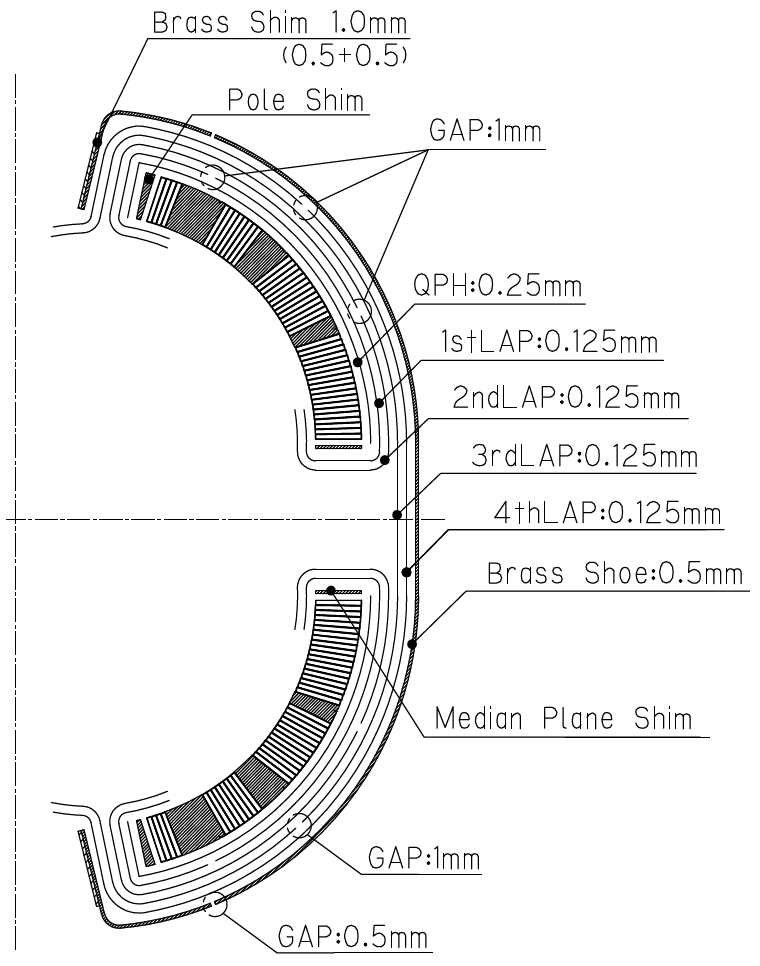 Brass Shim 1.0mm
(0.5+0.5)
Pole Shim
GAP:1mm
QPH:0.25mm
1stLAP:0.125mm
2ndLAP:0.125mm
3rdLAP:0.125mm
4thLAP:0.125mm
Brass Shoe:0.5mm
Median Plane Shim
GAP:1mm
GAP:0.5mm